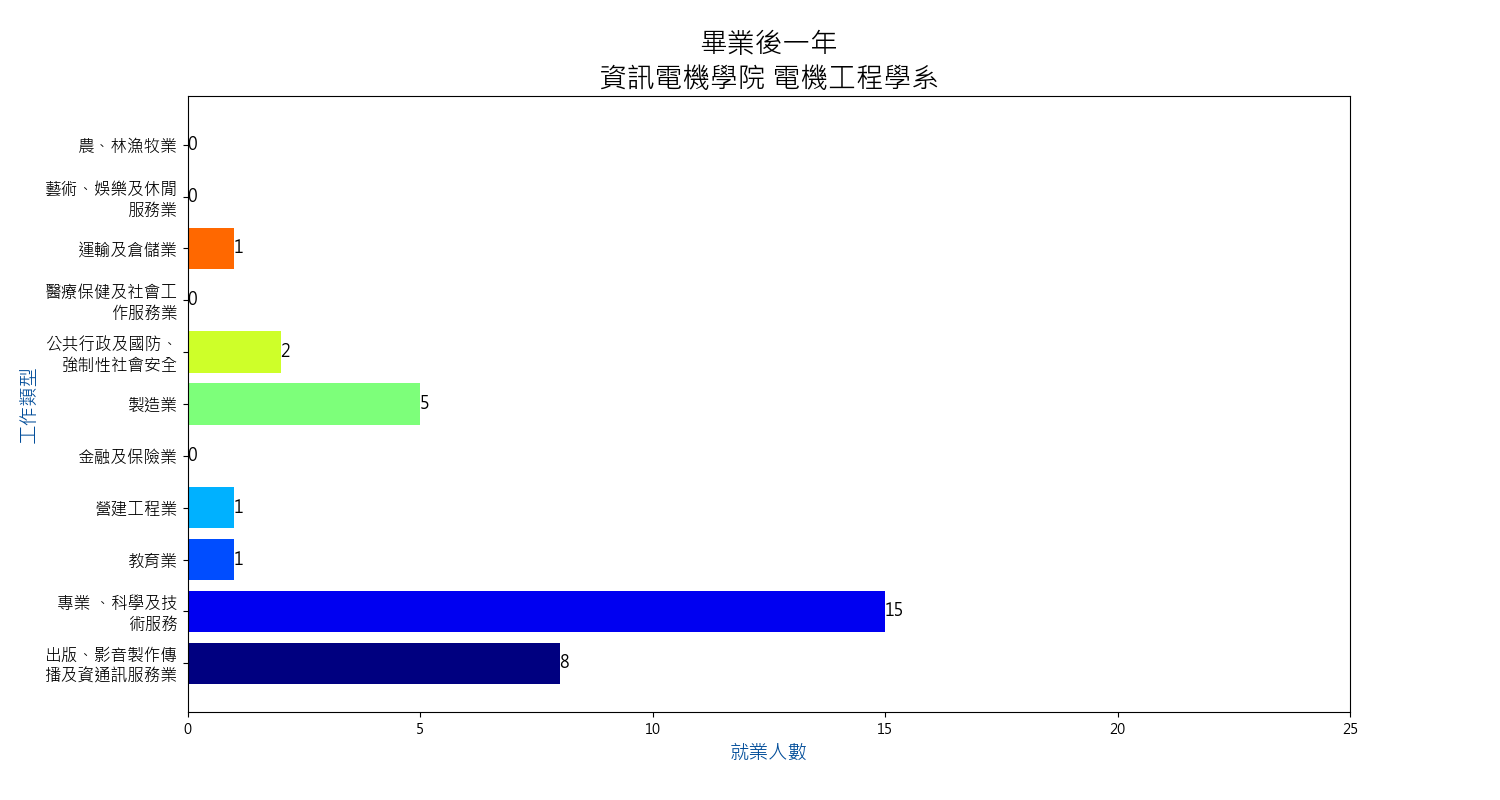 畢業後一年
資訊電機學院 電機工程學系
農、林漁牧業
0
藝術、娛樂及休閒
服務業
0
運輸及倉儲業
1
醫療保健及社會工
作服務業
0
公共行政及國防、
強制性社會安全
2
製造業
5
金融及保險業
0
營建工程業
1
教育業
1
專業 、科學及技
術服務
15
出版、影音製作傳
播及資通訊服務業
8
工作類型
0
5
10
15
20
25
就業人數